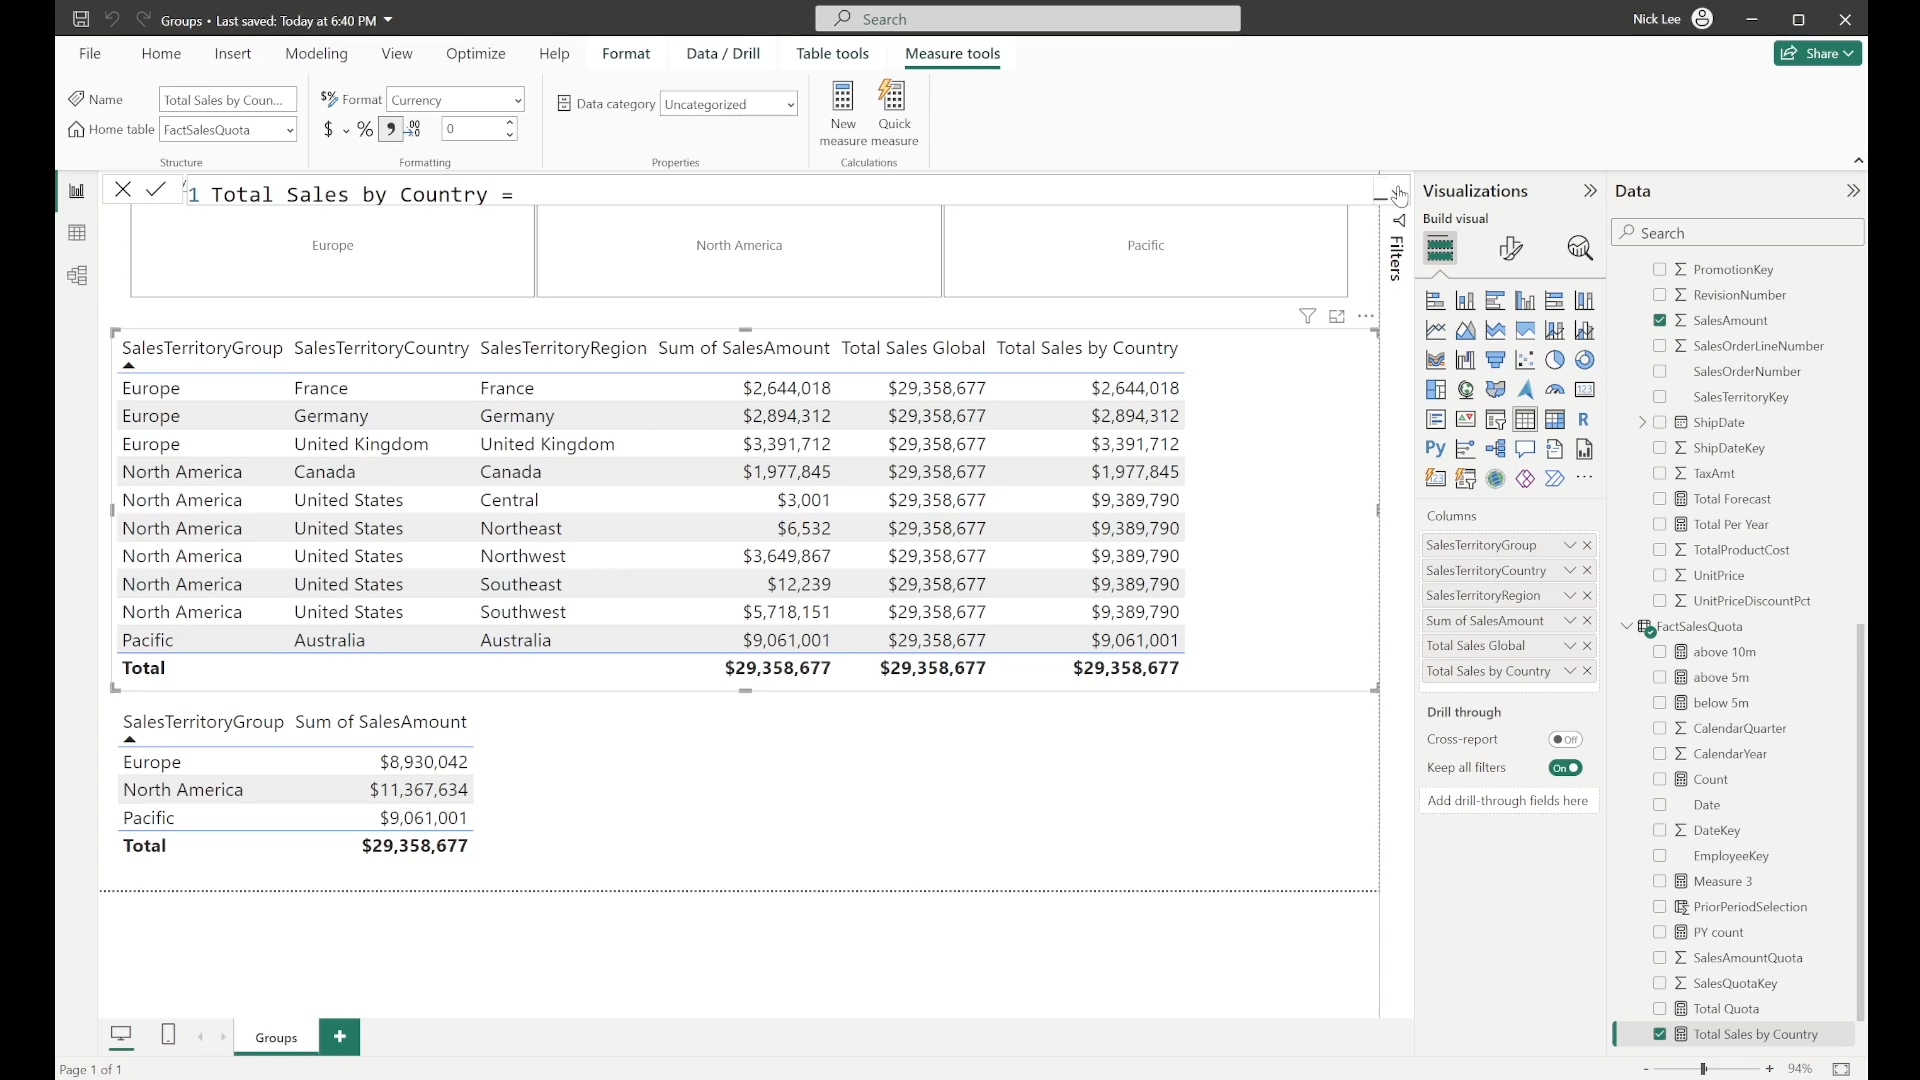 Groups • Last saved: Today at 6:40 PM
Search
Nick Lee
File Home Insert Modeling View Optimize Help Format Data / Drill Table tools Measure tools
Share
Name Total Sales by Coun...
Home table FactSalesQuota
Structure
$% Format Currency
$ % 9 .00 0
Formatting
Data category Uncategorized
Properties
New measure
Quick measure
Calculations
1 Total Sales by Country =
Europe North America Pacific
Filters
SalesTerritoryGroup SalesTerritoryCountry SalesTerritoryRegion Sum of SalesAmount Total Sales Global Total Sales by Country
Europe France France $2,644,018 $29,358,677 $2,644,018
Europe Germany Germany $2,894,312 $29,358,677 $2,894,312
Europe United Kingdom United Kingdom $3,391,712 $29,358,677 $3,391,712
North America Canada Canada $1,977,845 $29,358,677 $1,977,845
North America United States Central $3,001 $29,358,677 $9,389,790
North America United States Northeast $6,532 $29,358,677 $9,389,790
North America United States Northwest $3,649,867 $29,358,677 $9,389,790
North America United States Southeast $12,239 $29,358,677 $9,389,790
North America United States Southwest $5,718,151 $29,358,677 $9,389,790
Pacific Australia Australia $9,061,001 $29,358,677 $9,061,001
Total $29,358,677 $29,358,677 $29,358,677
SalesTerritoryGroup Sum of SalesAmount
Europe $8,930,042
North America $11,367,634
Pacific $9,061,001
Total $29,358,677
Visualizations
Build visual
123
R
Py
123
Columns
SalesTerritoryGroup
SalesTerritoryCountry
SalesTerritoryRegion
Sum of SalesAmount
Total Sales Global
Total Sales by Country
Drill through
Cross-report Off
Keep all filters On
Add drill-through fields here
Data
Search
PromotionKey
RevisionNumber
SalesAmount
SalesOrderLineNumber
SalesOrderNumber
SalesTerritoryKey
ShipDate
ShipDateKey
TaxAmt
Total Forecast
Total Per Year
TotalProductCost
UnitPrice
UnitPriceDiscountPct
FactSalesQuota
above 10m
above 5m
below 5m
CalendarQuarter
CalendarYear
Count
Date
DateKey
EmployeeKey
Measure 3
PriorPeriodSelection
PY count
SalesAmountQuota
SalesQuotaKey
Total Quota
Total Sales by Country
Groups
Page 1 of 1
- + 94%